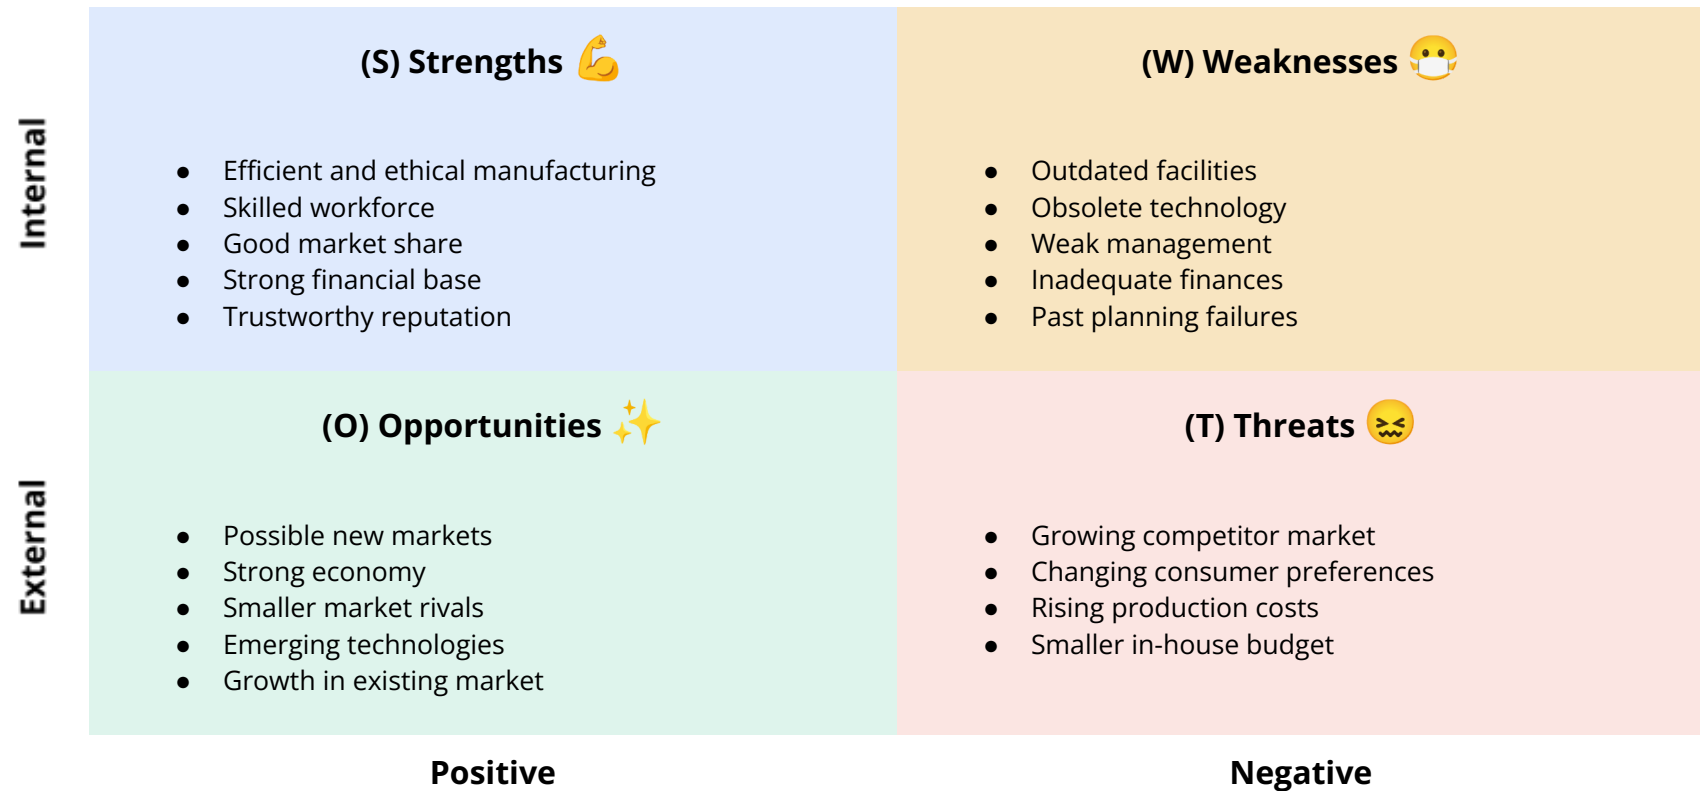 Internal
(S) Strengths 💪
● Efficient and ethical manufacturing
● Skilled workforce
● Good market share
● Strong financial base
● Trustworthy reputation
(W) Weaknesses 😷
● Outdated facilities
● Obsolete technology
● Weak management
● Inadequate finances
● Past planning failures
External
(O) Opportunities ✨
● Possible new markets
● Strong economy
● Smaller market rivals
● Emerging technologies
● Growth in existing market
(T) Threats 😖
● Growing competitor market
● Changing consumer preferences
● Rising production costs
● Smaller in-house budget
Positive
Negative